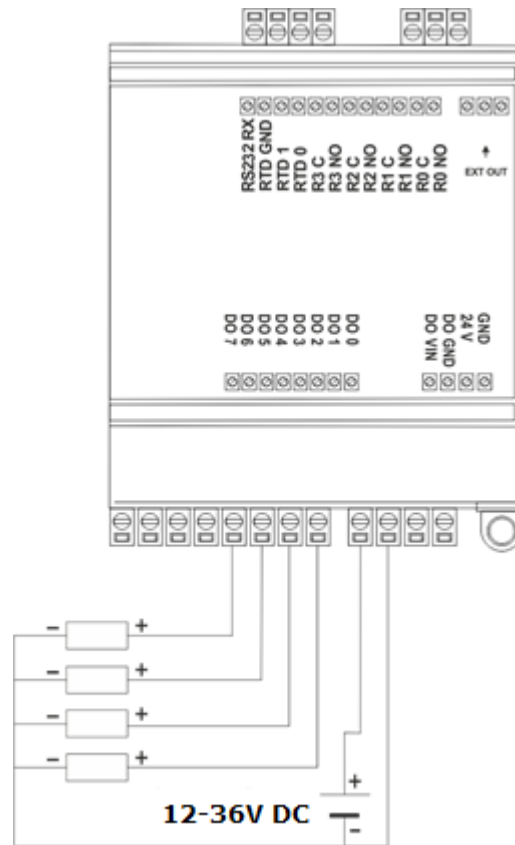 RS232 RX
RTD GND
RTD 1
RTD 0
R3 C
R3 NO
R2 C
R2 NO
R1 C
R1 NO
R0 C
R0 NO
EXT OUT
DO 7
DO 6
DO 5
DO 4
DO 3
DO 2
DO 1
DO 0
DO VIN
DO GND
24 V
GND
- +
- +
- +
- +
+
12-36V DC
-